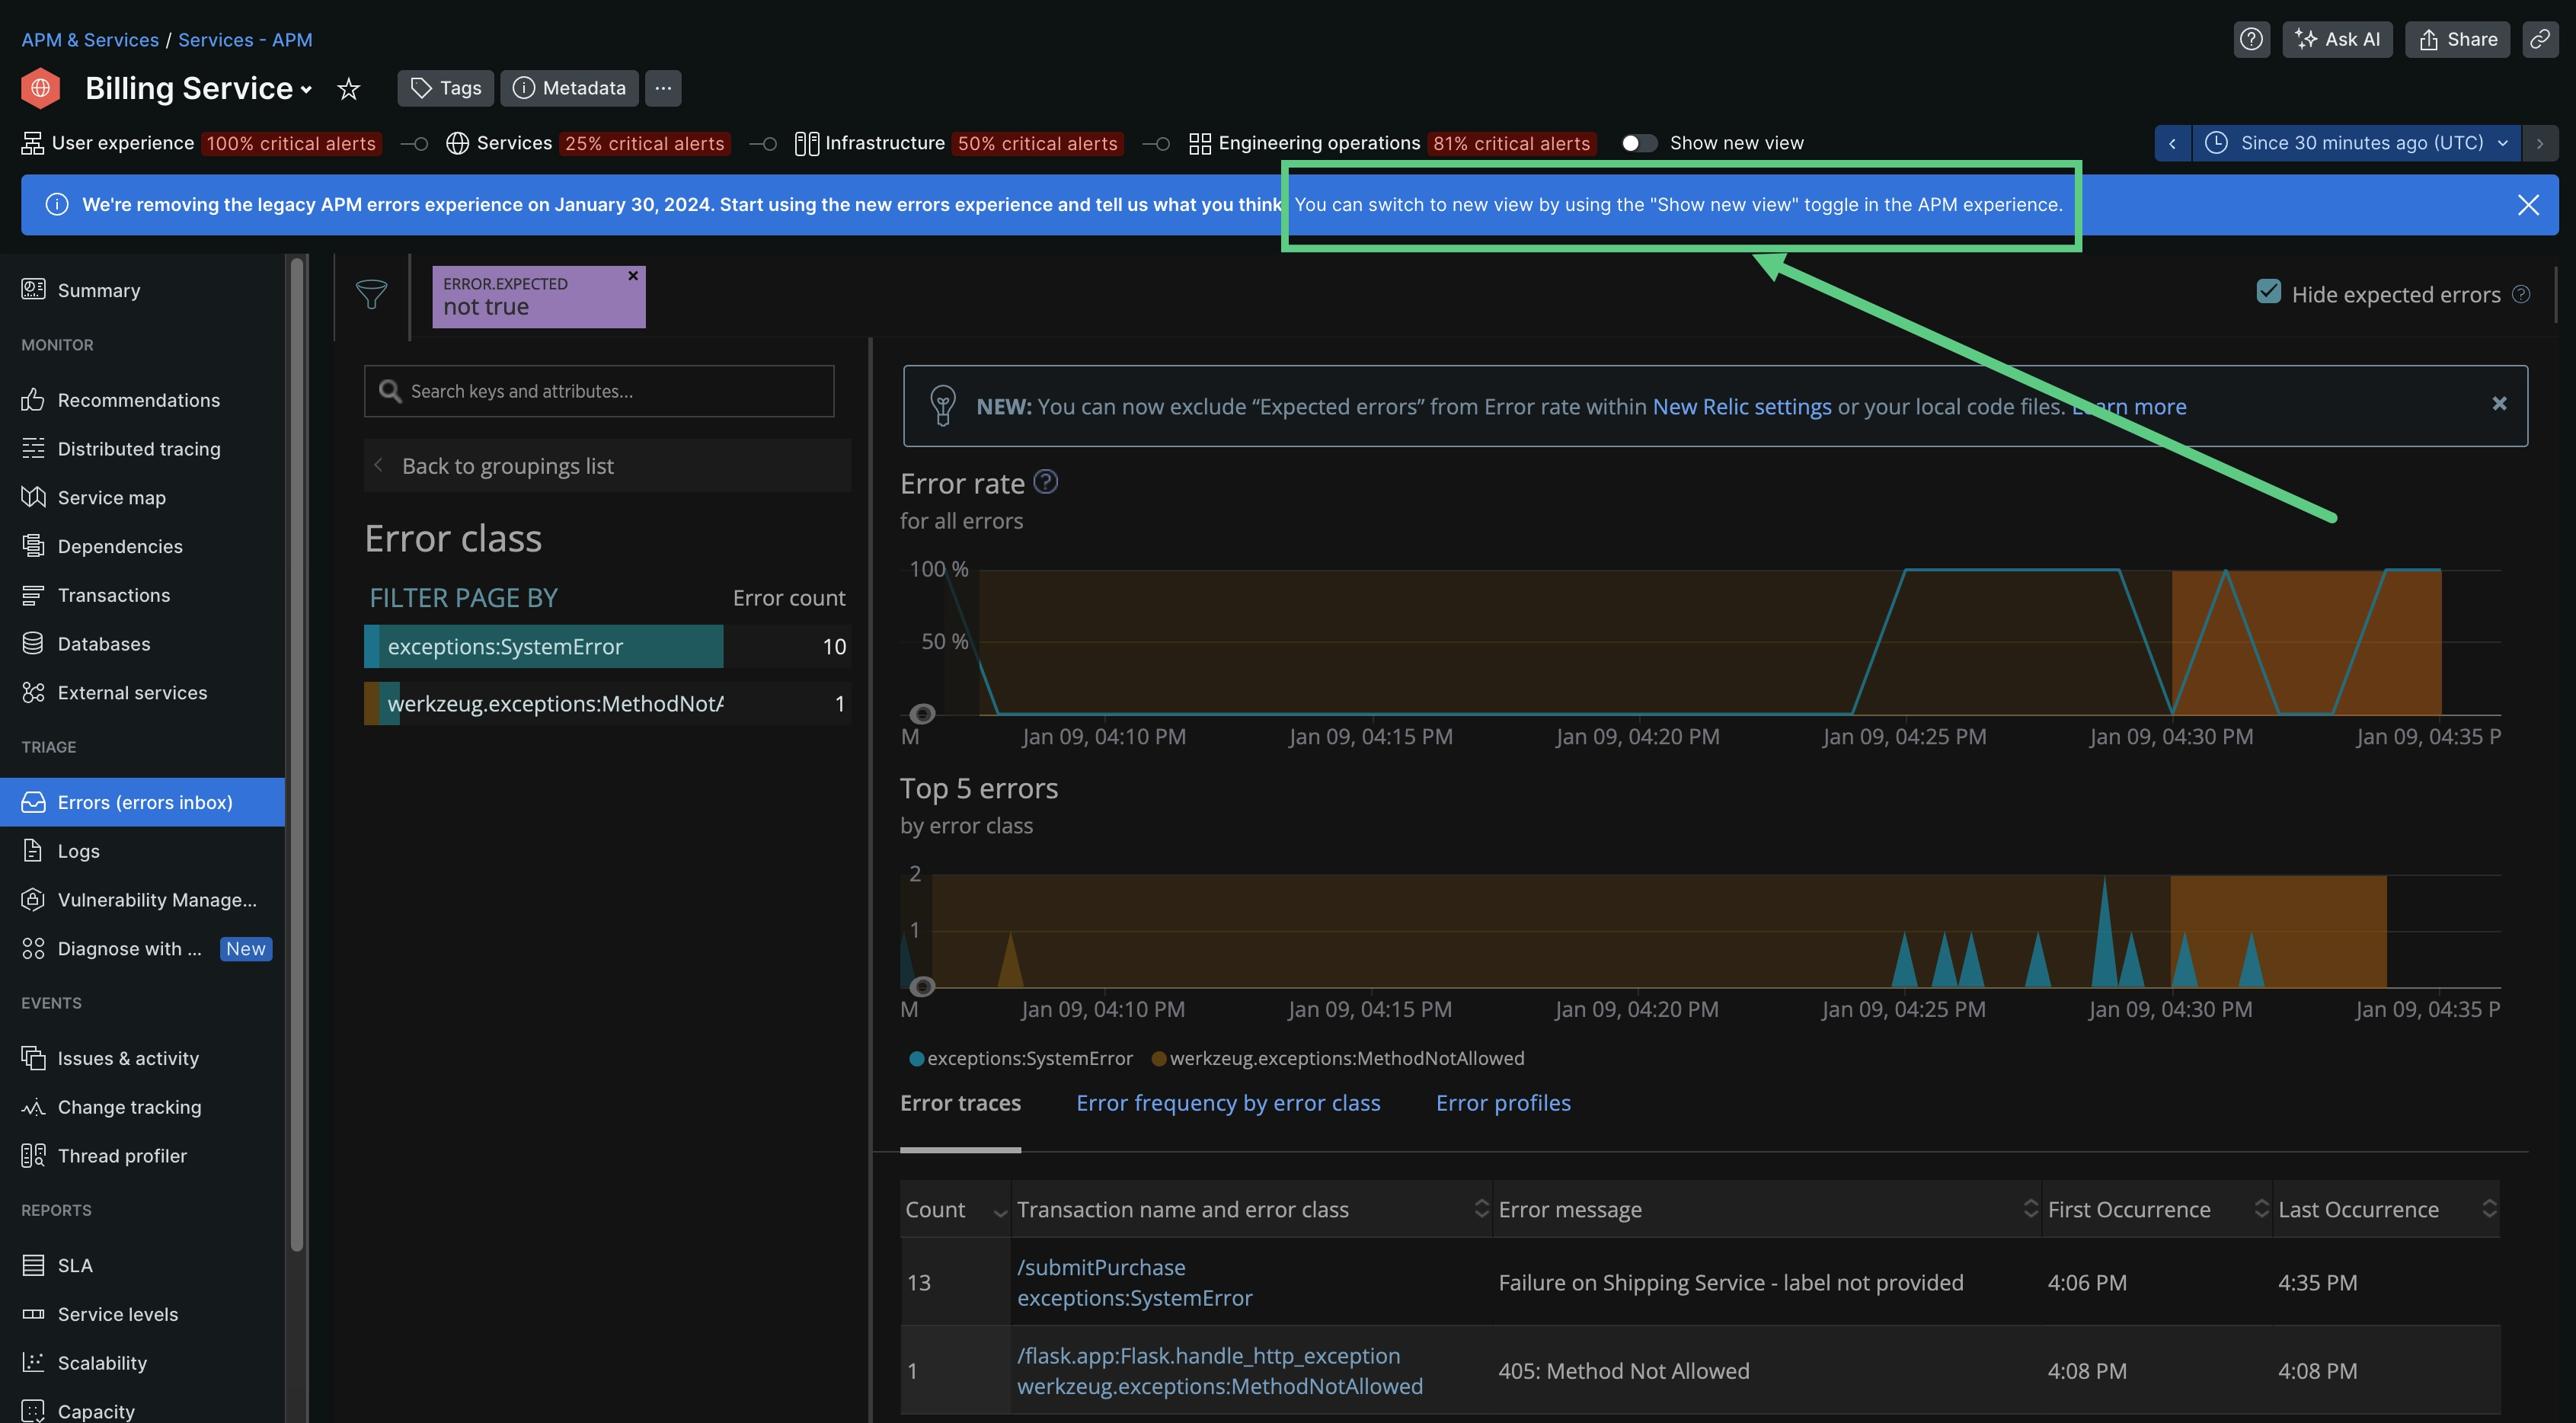 APM & Services / Services - APM
Ask AI
Share
Billing Service
Tags
Metadata
...
User experience 100% critical alerts
Services 25% critical alerts
Infrastructure 50% critical alerts
Engineering operations 81% critical alerts
Show new view
Since 30 minutes ago (UTC)
We're removing the legacy APM errors experience on January 30, 2024. Start using the new errors experience and tell us what you think You can switch to new view by using the "Show new view" toggle in the APM experience.
Summary
MONITOR
Recommendations
Distributed tracing
Service map
Dependencies
Transactions
Databases
External services
TRIAGE
Errors (errors inbox)
Logs
Vulnerability Manage...
Diagnose with ... New
EVENTS
Issues & activity
Change tracking
Thread profiler
REPORTS
SLA
Service levels
Scalability
Capacity
ERROR.EXPECTED
not true
Hide expected errors
Search keys and attributes...
Back to groupings list
Error class
FILTER PAGE BY Error count
exceptions:SystemError 10
werkzeug.exceptions:MethodNotA 1
NEW: You can now exclude “Expected errors” from Error rate within New Relic settings or your local code files. Learn more
Error rate
for all errors
100 %
50 %
M Jan 09, 04:10 PM Jan 09, 04:15 PM Jan 09, 04:20 PM Jan 09, 04:25 PM Jan 09, 04:30 PM Jan 09, 04:35 P
Top 5 errors
by error class
2
1
M Jan 09, 04:10 PM Jan 09, 04:15 PM Jan 09, 04:20 PM Jan 09, 04:25 PM Jan 09, 04:30 PM Jan 09, 04:35 P
exceptions:SystemError werkzeug.exceptions:MethodNotAllowed
Error traces Error frequency by error class Error profiles
Count Transaction name and error class Error message First Occurrence Last Occurrence
13 /submitPurchase
exceptions:SystemError Failure on Shipping Service - label not provided 4:06 PM 4:35 PM
1 /flask.app:Flask.handle_http_exception
werkzeug.exceptions:MethodNotAllowed 405: Method Not Allowed 4:08 PM 4:08 PM